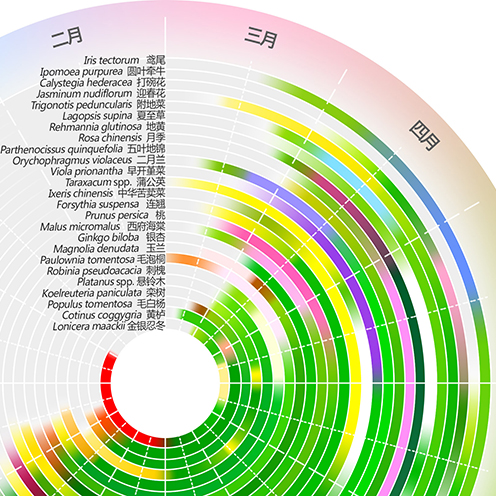 二月
三月
四月
Iris tectorum 鸢尾
Ipomoea purpurea 圆叶牵牛
Calystegia hederacea 打碗花
Jasminum nudiflorum 迎春花
Trigonotis peduncularis 附地菜
Lagopsis supina 夏至草
Rehmannia glutinosa 地黄
Rosa chinensis 月季
Parthenocissus quinquefolia 五叶地锦
Orychophragmus violaceus 二月兰
Viola prionantha 早开堇菜
Taraxacum spp. 蒲公英
Ixeris chinensis 中华苦荬菜
Forsythia suspensa 连翘
Prunus persica 桃
Malus micromalus 西府海棠
Ginkgo biloba 银杏
Magnolia denudata 玉兰
Paulownia tomentosa 毛泡桐
Robinia pseudoacacia 刺槐
Platanus spp. 悬铃木
Koelreuteria paniculata 栾树
Populus tomentosa 毛白杨
Cotinus coggygria 黄栌
Lonicera maackii 金银忍冬